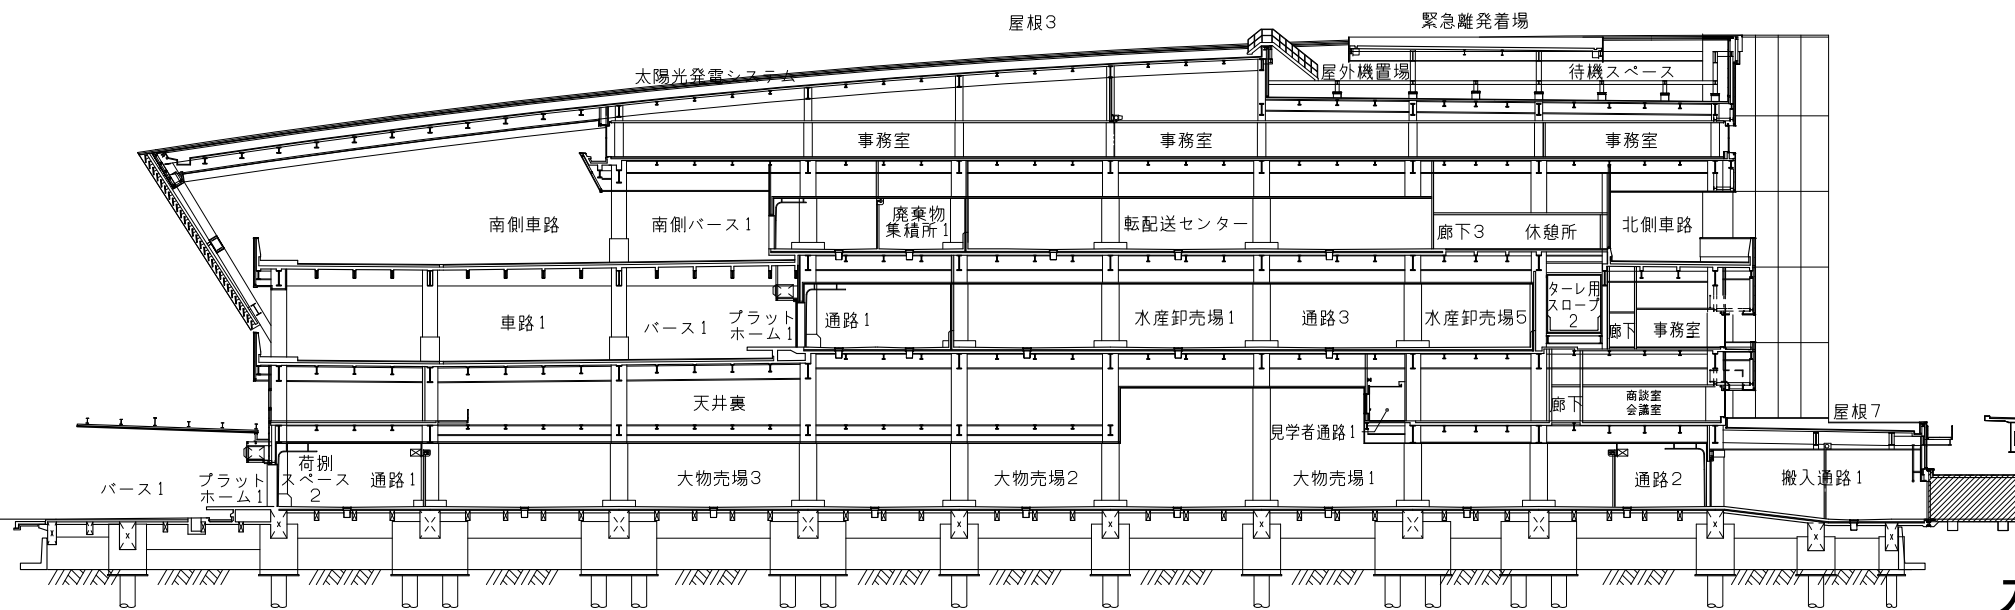 屋根3
緊急離発着場
太陽光発電システム
屋外機置場
待機スペース
事務室
事務室
事務室
南側車路
南側バース1
廃棄物
集積所1
転配送センター
廊下3
休憩所
北側車路
車路1
バース1
プラット
ホーム1
通路1
水産卸売場1
通路3
水産卸売場5
ターレ用
スロープ
2
廊下
事務室
天井裏
見学者通路1
廊下
商談室
会議室
屋根7
バース1
プラット
ホーム1
荷捌
スペース
2
通路1
大物売場3
大物売場2
大物売場1
通路2
搬入通路1